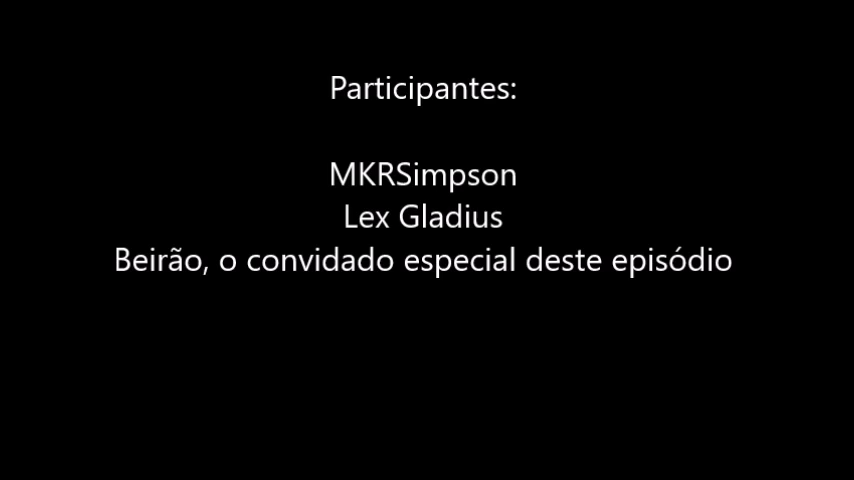 Participantes:
MKRSimpson
Lex Gladius
Beirão, o convidado especial deste episódio